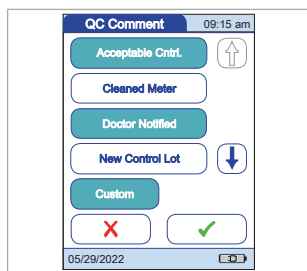 QC Comment 09:15 am
Acceptable Cntrl.
Cleaned Meter
Doctor Notified
New Control Lot
Custom
05/29/2022